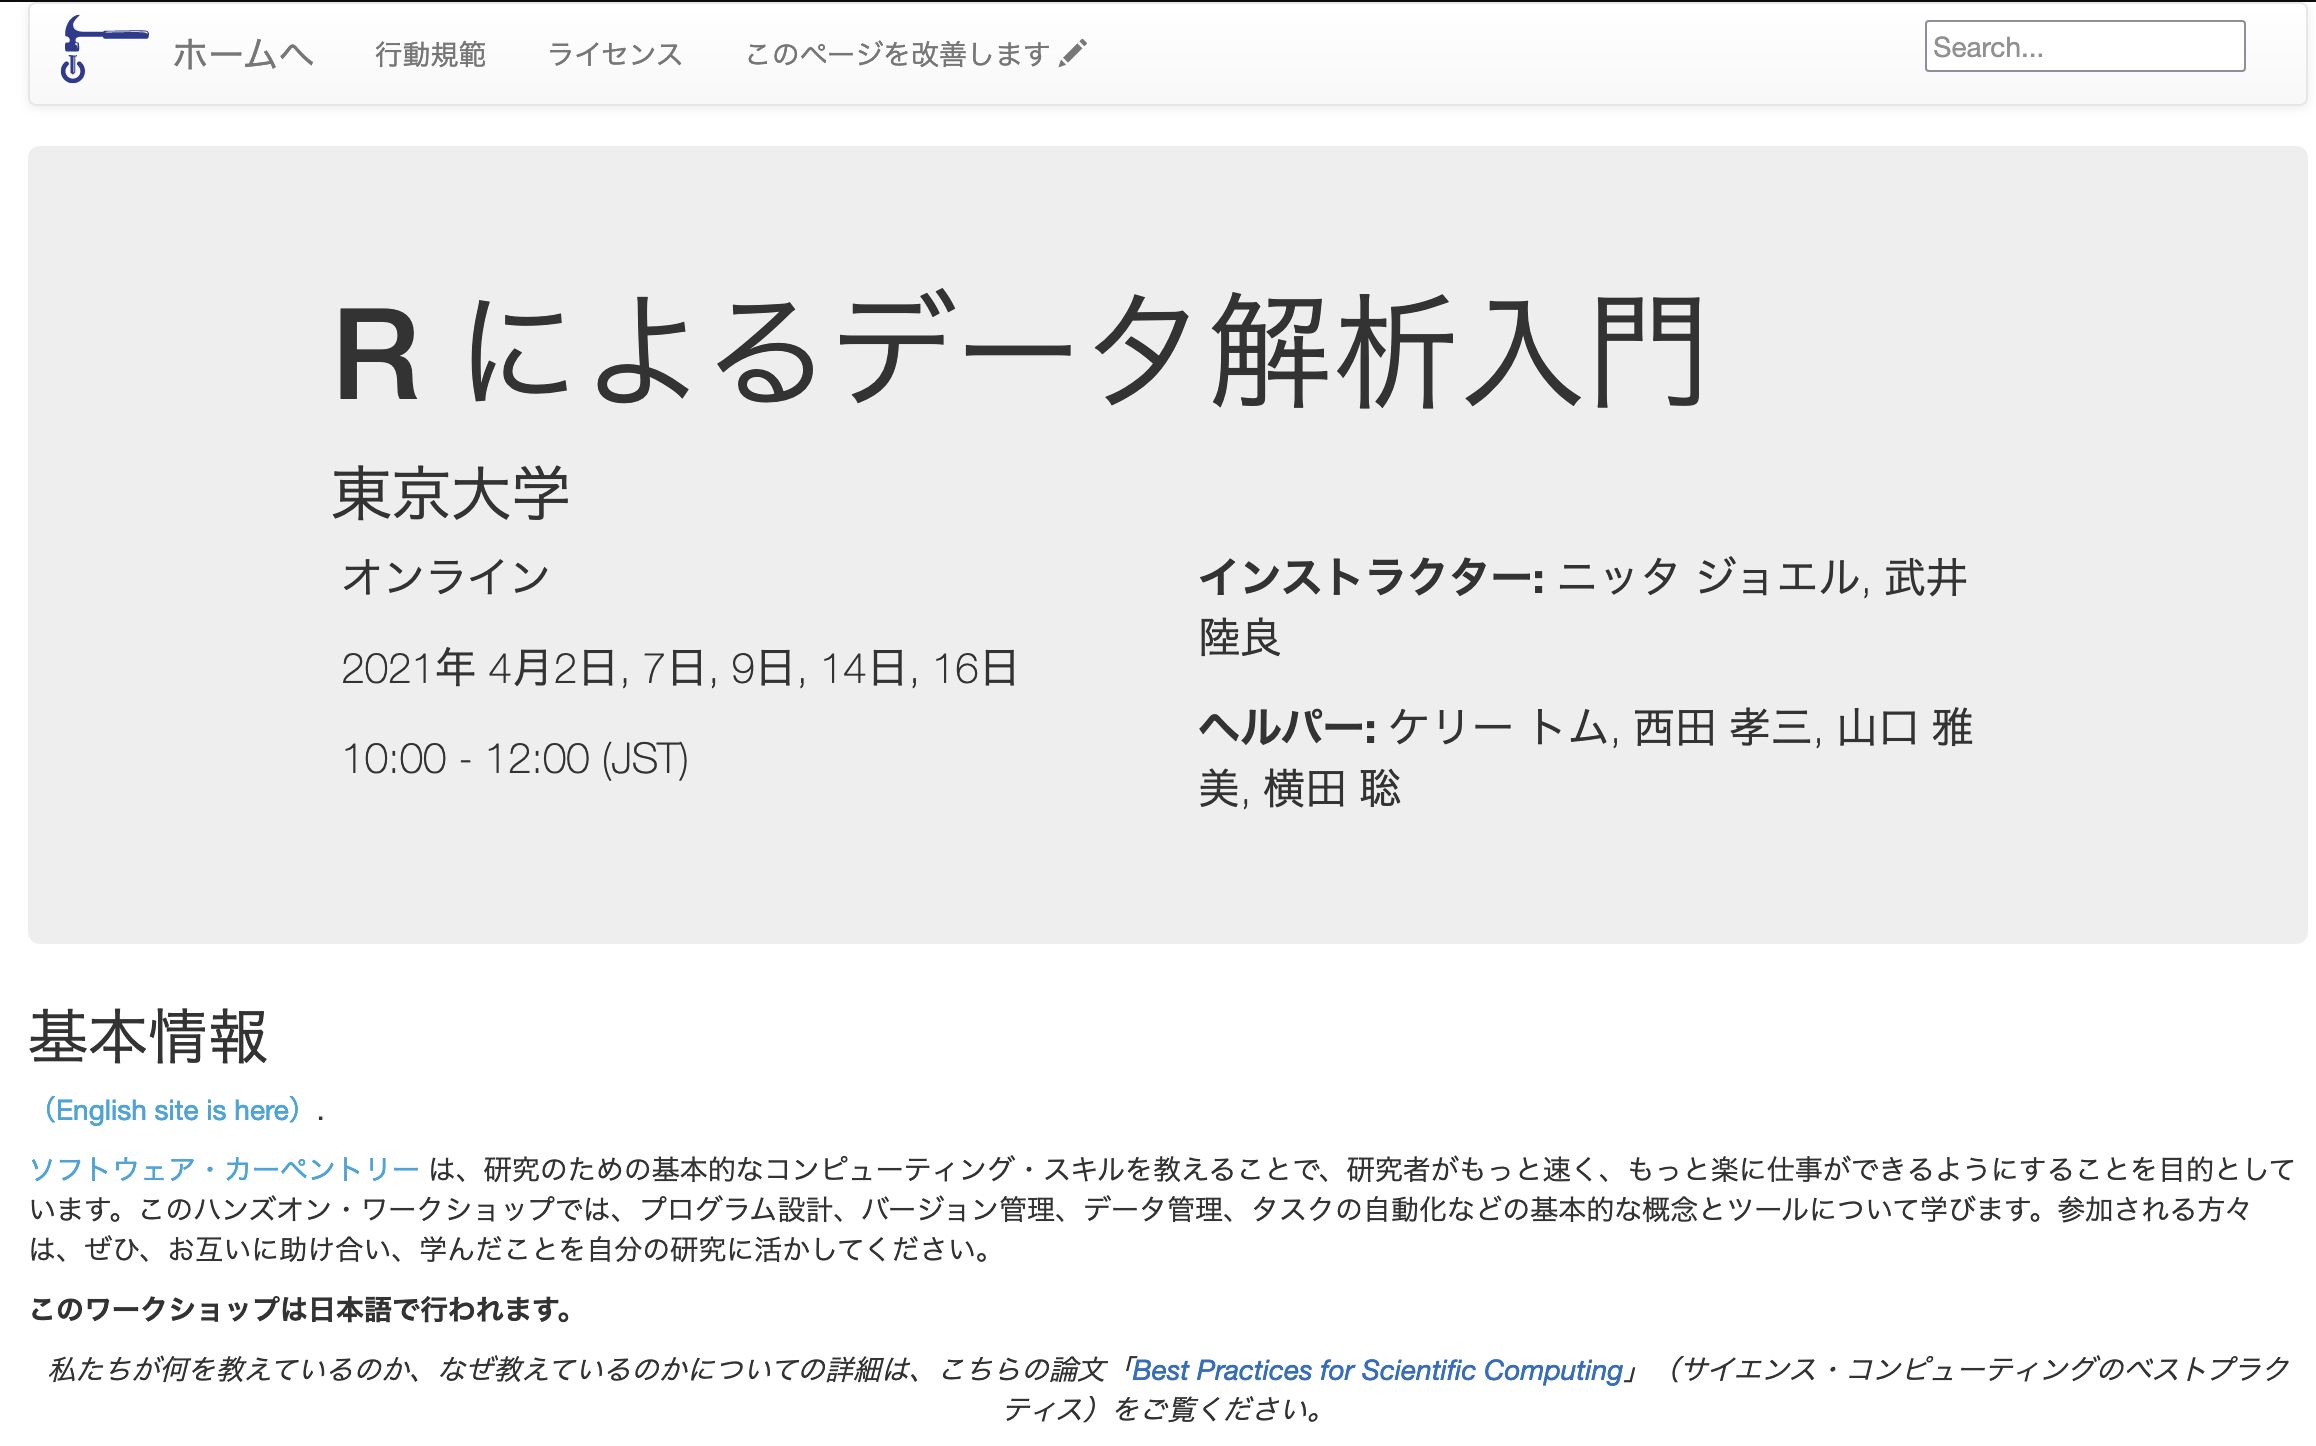 ホームへ 行動規範 ライセンス このページを改善します Search...
R によるデータ解析入門
東京大学
オンライン
2021年 4月2日, 7日, 9日, 14日, 16日
10:00 - 12:00 (JST)
インストラクター: ニッタ ジョエル, 武井
陸良
ヘルパー: ケリー トム, 西田 孝三, 山口 雅
美, 横田 聡
基本情報
（English site is here）.
ソフトウェア・カーペントリー は、研究のための基本的なコンピューティング・スキルを教えることで、研究者がもっと速く、もっと楽に仕事ができるようにすることを目的として
います。このハンズオン・ワークショップでは、プログラム設計、バージョン管理、データ管理、タスクの自動化などの基本的な概念とツールについて学びます。参加される方々
は、ぜひ、お互いに助け合い、学んだことを自分の研究に活かしてください。
このワークショップは日本語で行われます。
私たちが何を教えているのか、なぜ教えているのかについての詳細は、こちらの論文「Best Practices for Scientific Computing」（サイエンス・コンピューティングのベストプラク
ティス）をご覧ください。